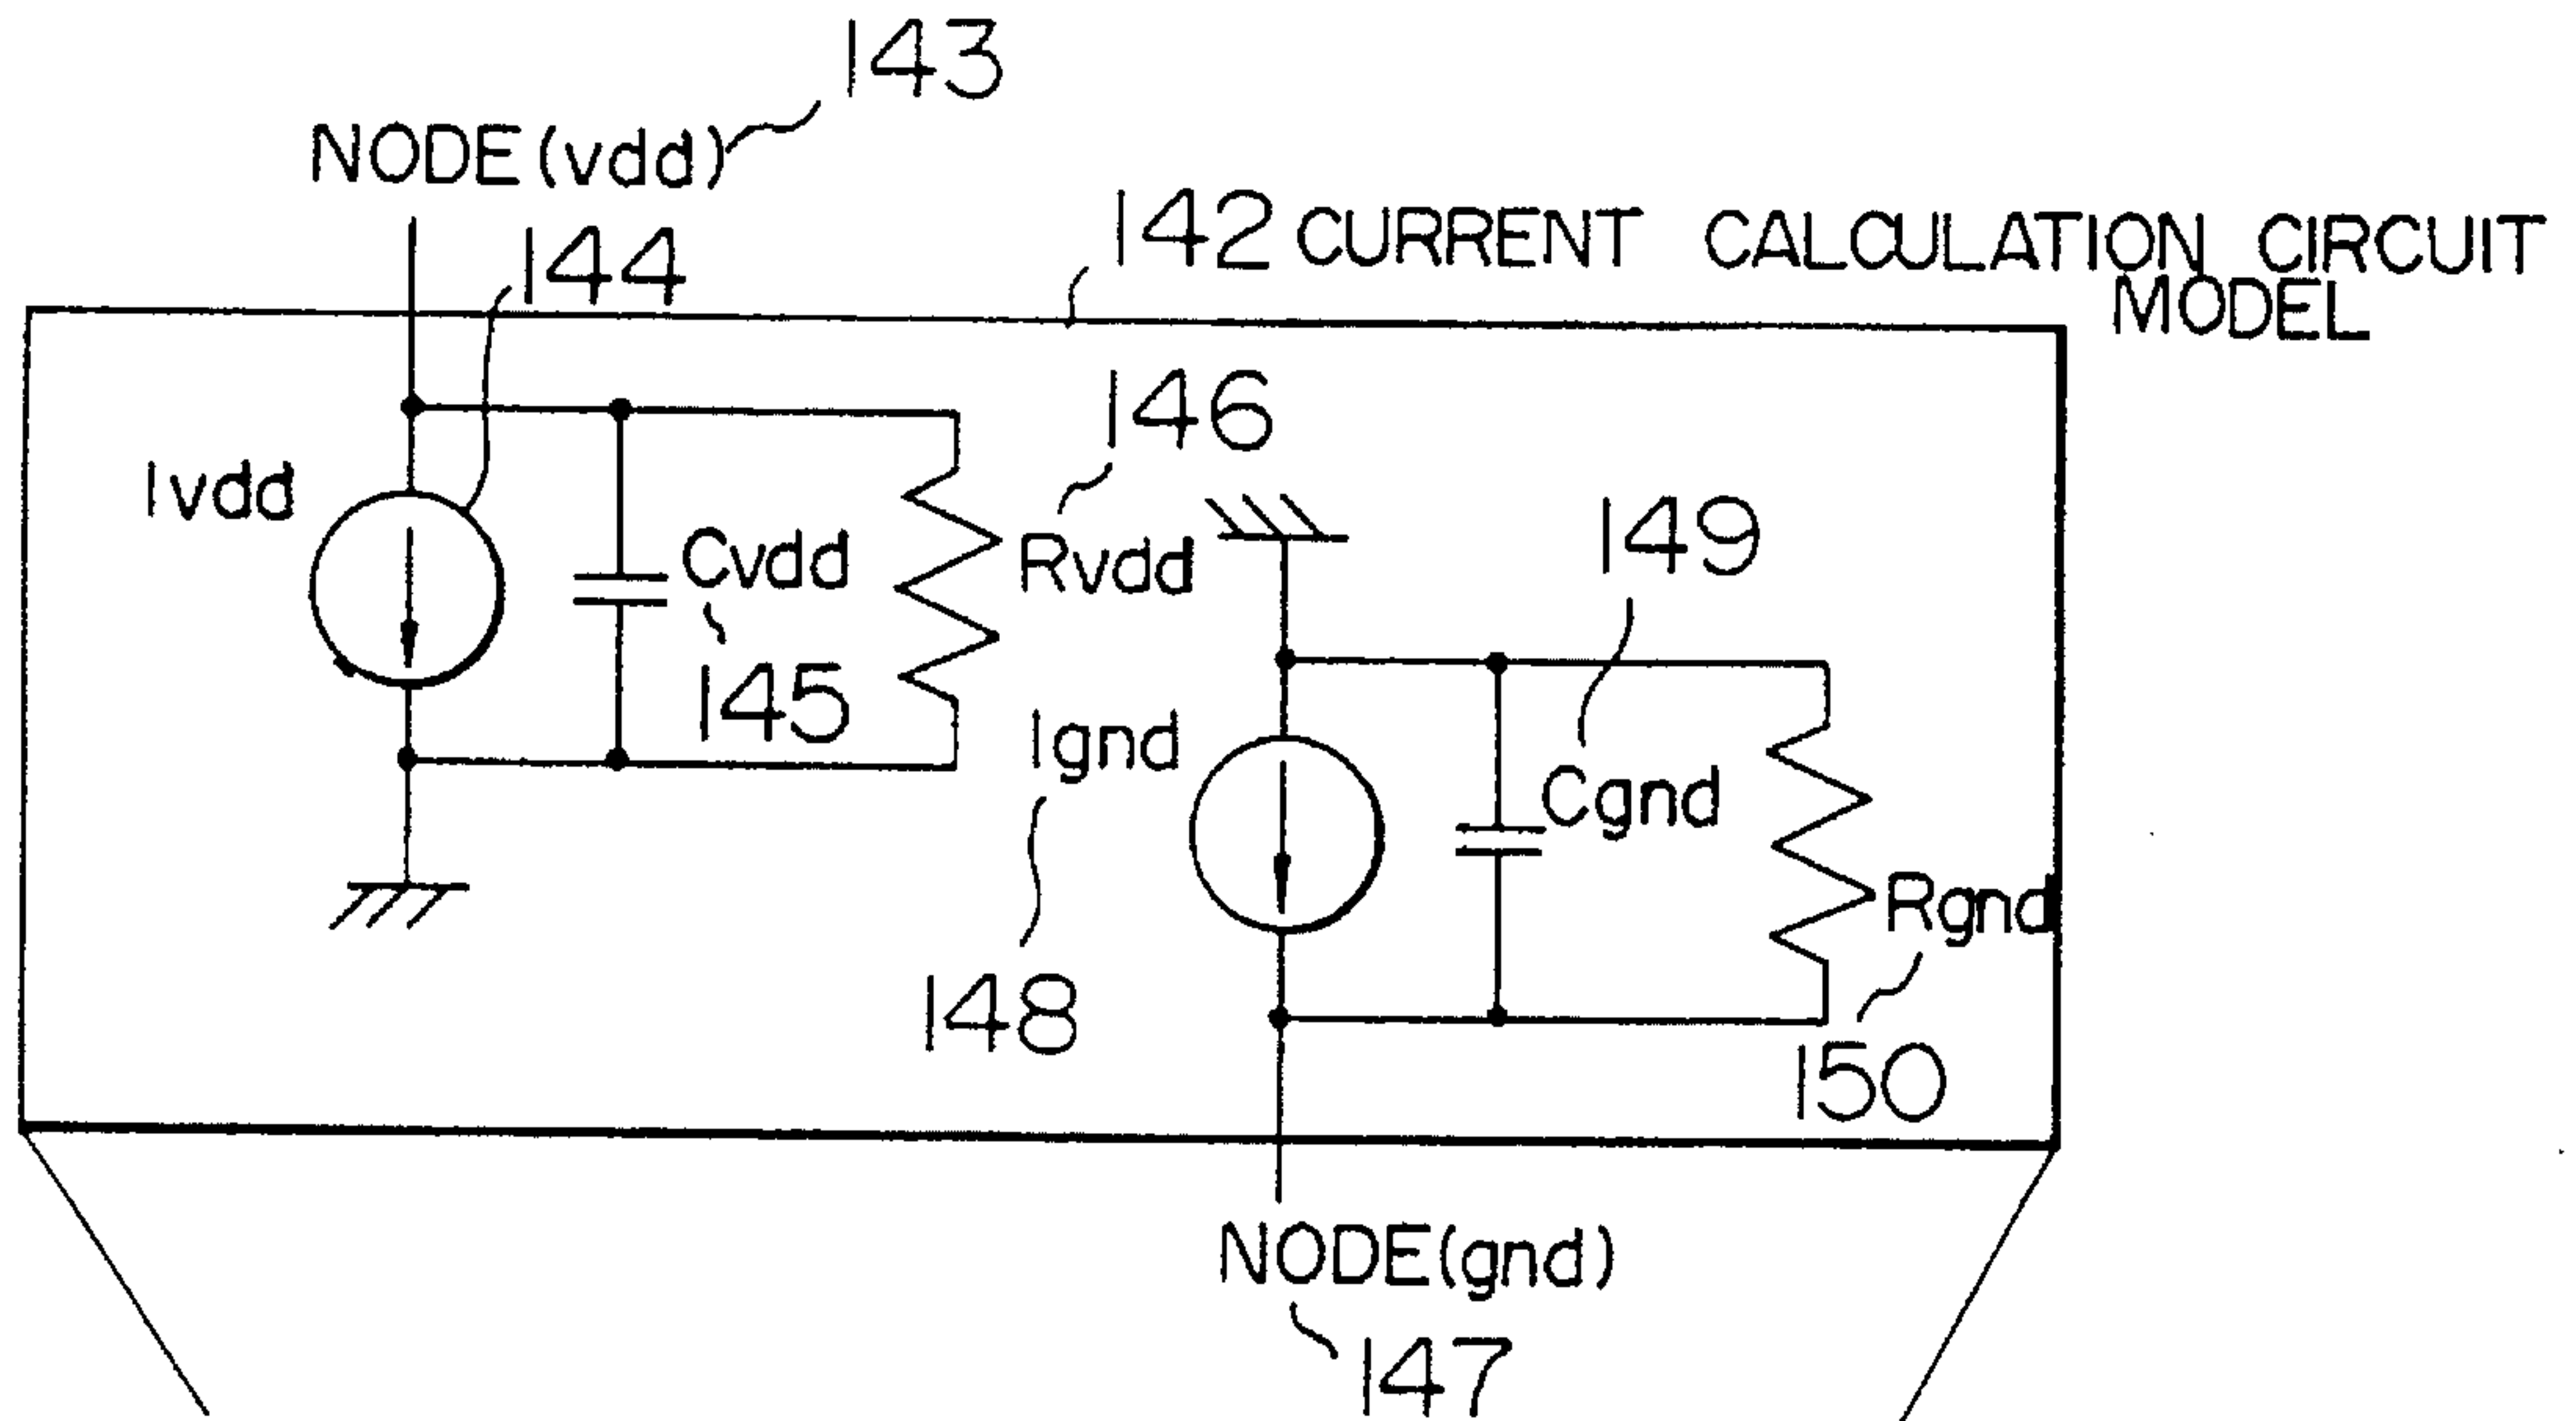 143
NODE(vdd)
144
142 CURRENT CALCULATION CIRCUIT
MODEL
146
Ivdd
Cvdd
Rvdd
149
145
Ignd
Cgnd
Rgnd
148
150
NODE(gnd)
147